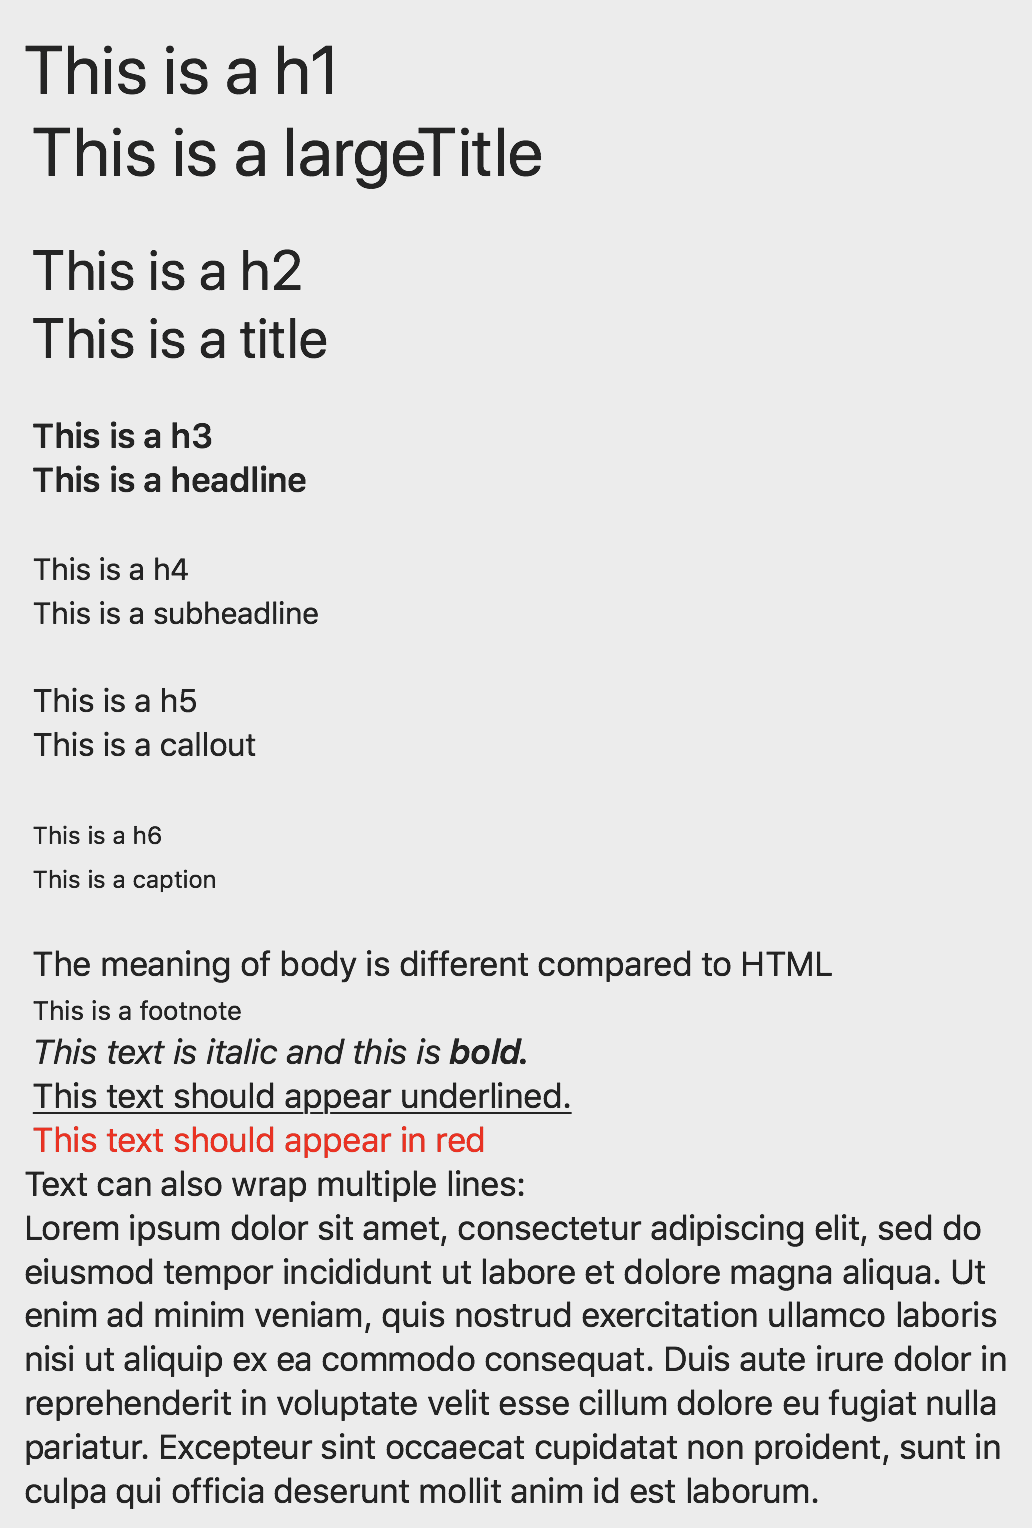 This is a h1
This is a largeTitle
This is a h2
This is a title
This is a h3
This is a headline
This is a h4
This is a subheadline
This is a h5
This is a callout
This is a h6
This is a caption
The meaning of body is different compared to HTML
This is a footnote
This text is italic and this is bold.
This text should appear underlined.
This text should appear in red
Text can also wrap multiple lines:
Lorem ipsum dolor sit amet, consectetur adipiscing elit, sed do
eiusmod tempor incididunt ut labore et dolore magna aliqua. Ut
enim ad minim veniam, quis nostrud exercitation ullamco laboris
nisi ut aliquip ex ea commodo consequat. Duis aute irure dolor in
reprehenderit in voluptate velit esse cillum dolore eu fugiat nulla
pariatur. Excepteur sint occaecat cupidatat non proident, sunt in
culpa qui officia deserunt mollit anim id est laborum.